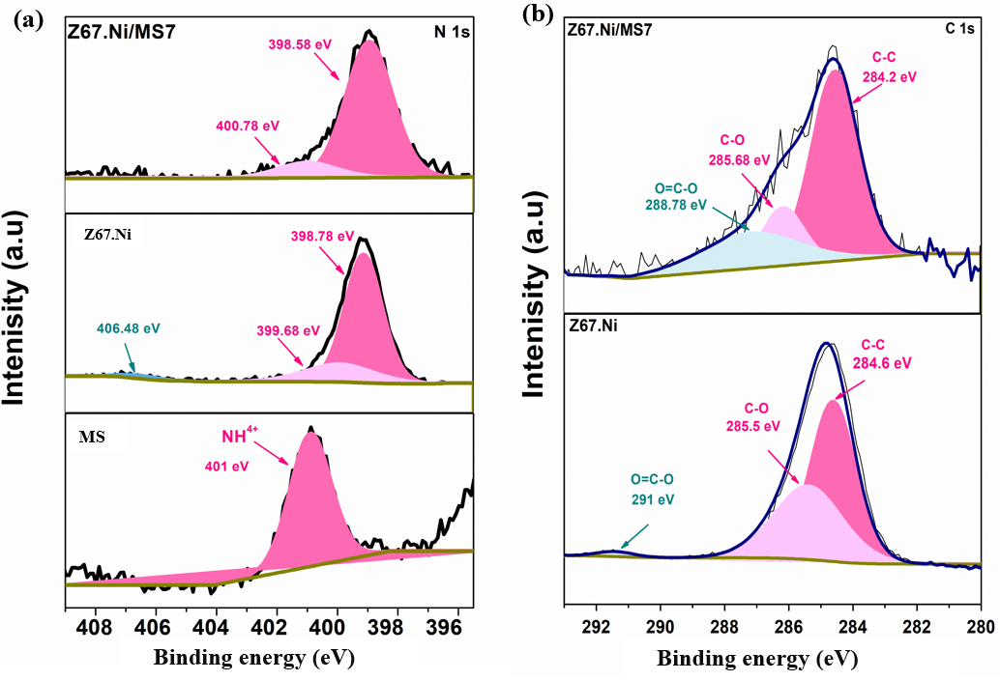 (a)
Z67.Ni/MS7
N 1s
398.58 eV
400.78 eV
Z67.Ni
398.78 eV
399.68 eV
406.48 eV
MS
NH4+
401 eV
408 406 404 402 400 398 396
Binding energy (eV)
Intenisity (a.u)
(b)
Z67.Ni/MS7
C 1s
C-C
284.2 eV
C-O
285.68 eV
O=C-O
288.78 eV
Z67.Ni
C-C
284.6 eV
C-O
285.5 eV
O=C-O
291 eV
292 290 288 286 284 282 280
Binding energy (eV)
Intenisity (a.u)